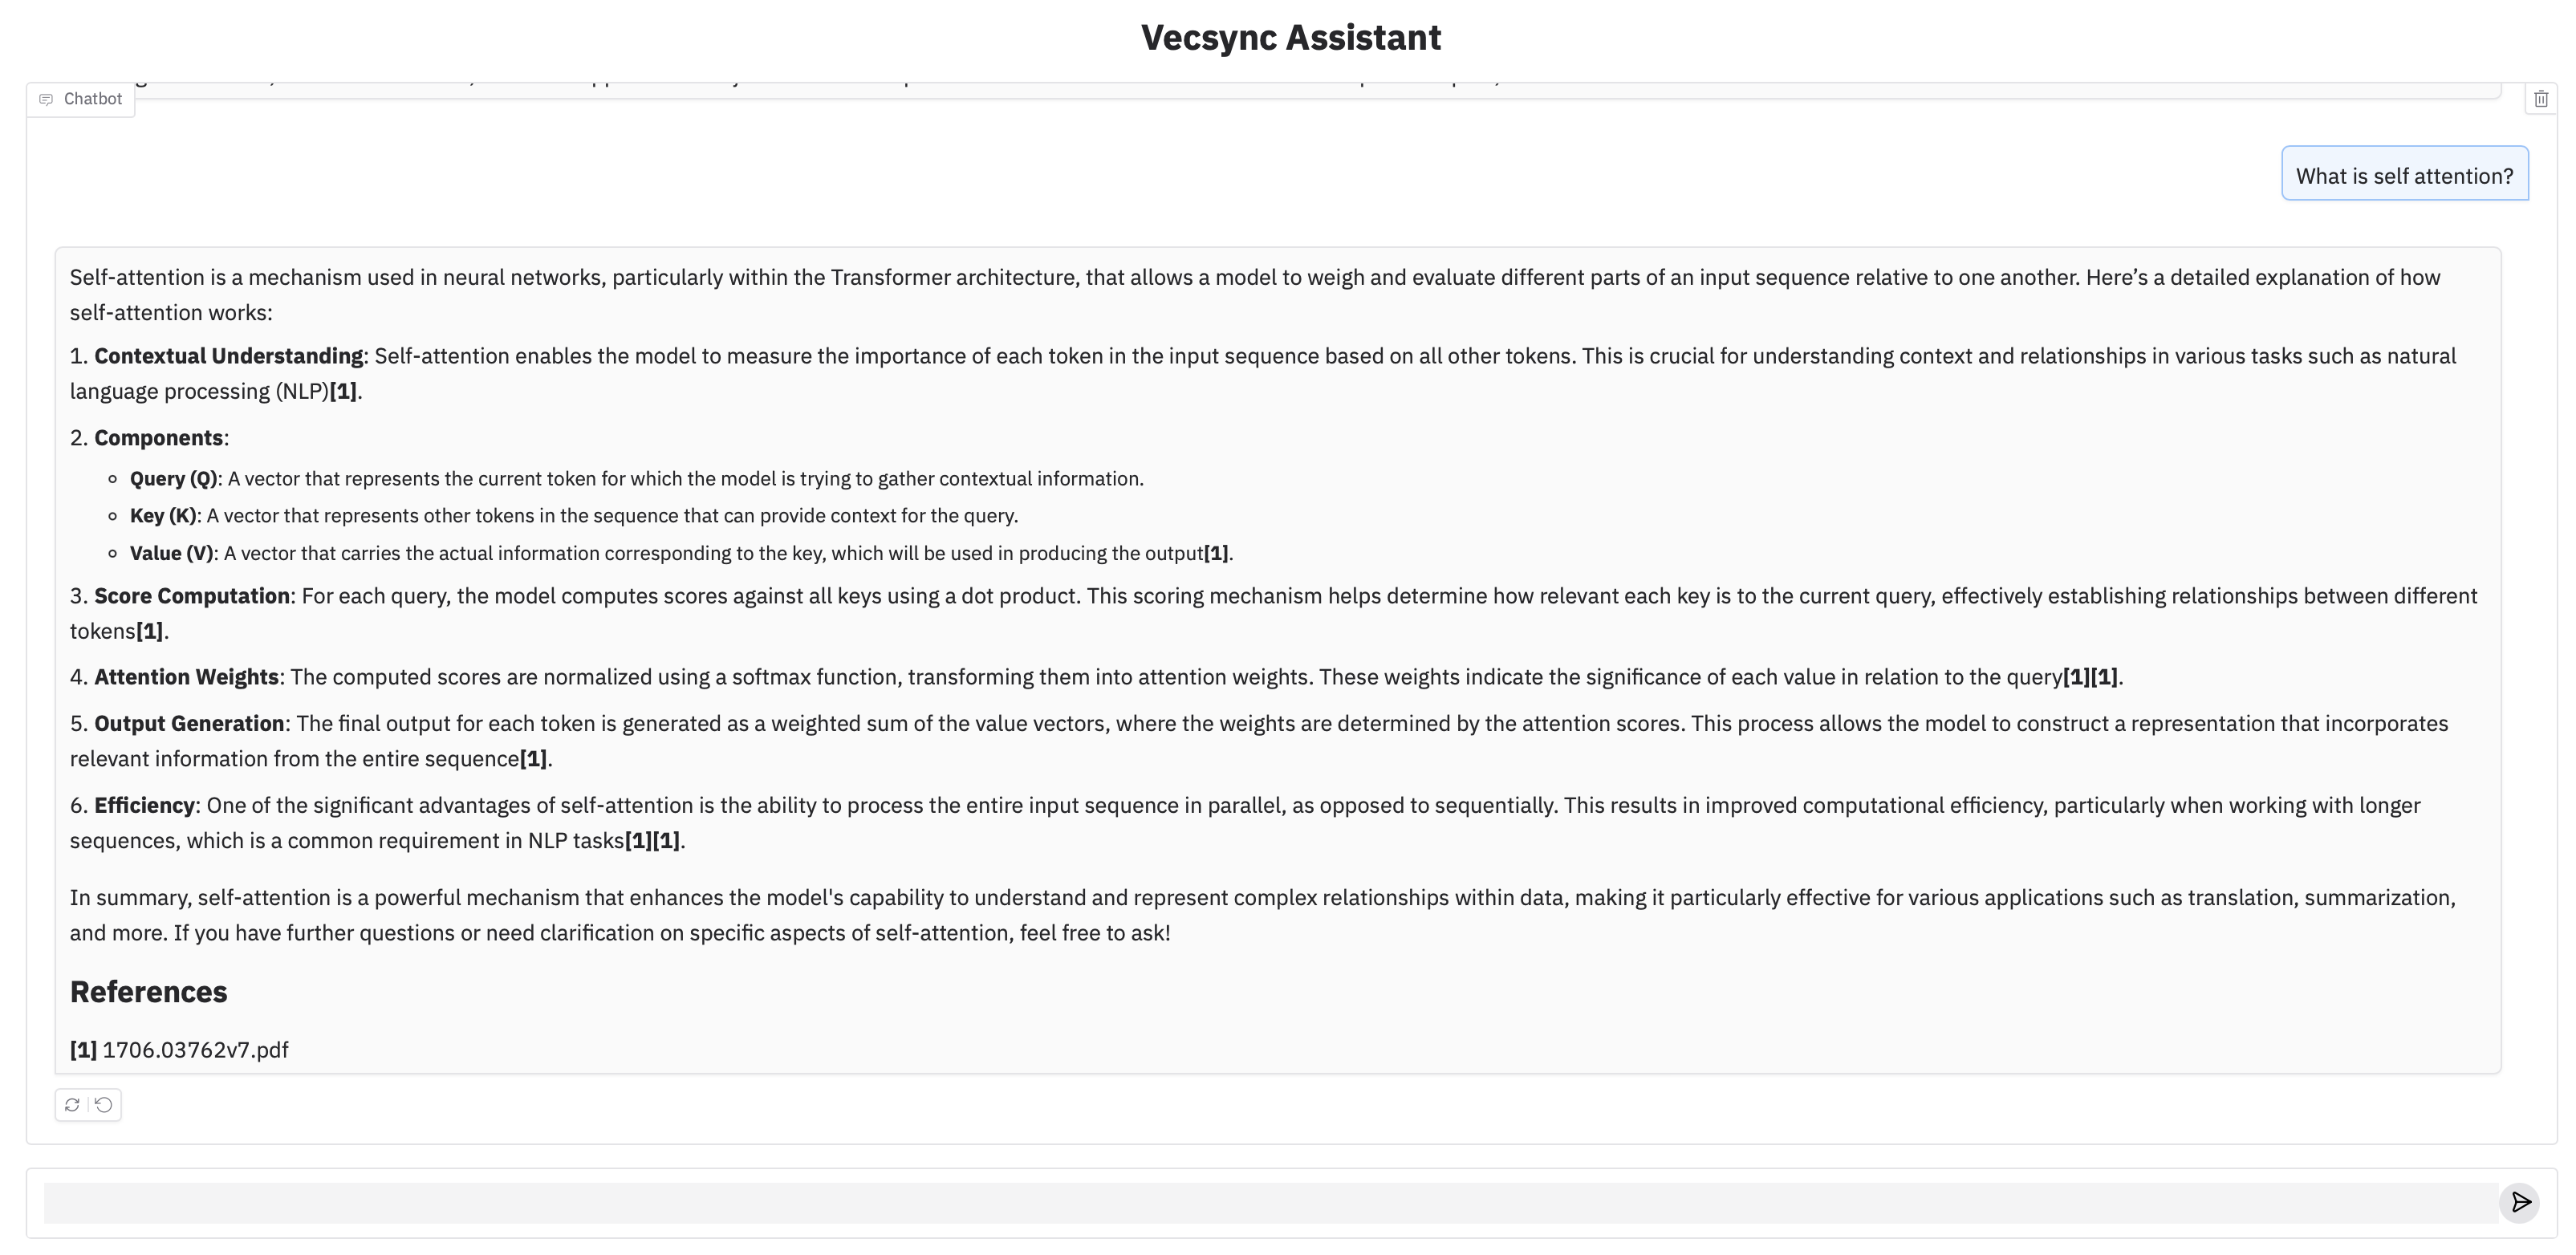 Vecsync Assistant
Chatbot
What is self attention?
Self-attention is a mechanism used in neural networks, particularly within the Transformer architecture, that allows a model to weigh and evaluate different parts of an input sequence relative to one another. Here’s a detailed explanation of how
self-attention works:
1. Contextual Understanding: Self-attention enables the model to measure the importance of each token in the input sequence based on all other tokens. This is crucial for understanding context and relationships in various tasks such as natural
language processing (NLP)[1].
2. Components:
Query (Q): A vector that represents the current token for which the model is trying to gather contextual information.
Key (K): A vector that represents other tokens in the sequence that can provide context for the query.
Value (V): A vector that carries the actual information corresponding to the key, which will be used in producing the output[1].
3. Score Computation: For each query, the model computes scores against all keys using a dot product. This scoring mechanism helps determine how relevant each key is to the current query, effectively establishing relationships between different
tokens[1].
4. Attention Weights: The computed scores are normalized using a softmax function, transforming them into attention weights. These weights indicate the significance of each value in relation to the query[1][1].
5. Output Generation: The final output for each token is generated as a weighted sum of the value vectors, where the weights are determined by the attention scores. This process allows the model to construct a representation that incorporates
relevant information from the entire sequence[1].
6. Efficiency: One of the significant advantages of self-attention is the ability to process the entire input sequence in parallel, as opposed to sequentially. This results in improved computational efficiency, particularly when working with longer
sequences, which is a common requirement in NLP tasks[1][1].
In summary, self-attention is a powerful mechanism that enhances the model's capability to understand and represent complex relationships within data, making it particularly effective for various applications such as translation, summarization,
and more. If you have further questions or need clarification on specific aspects of self-attention, feel free to ask!
References
[1] 1706.03762v7.pdf